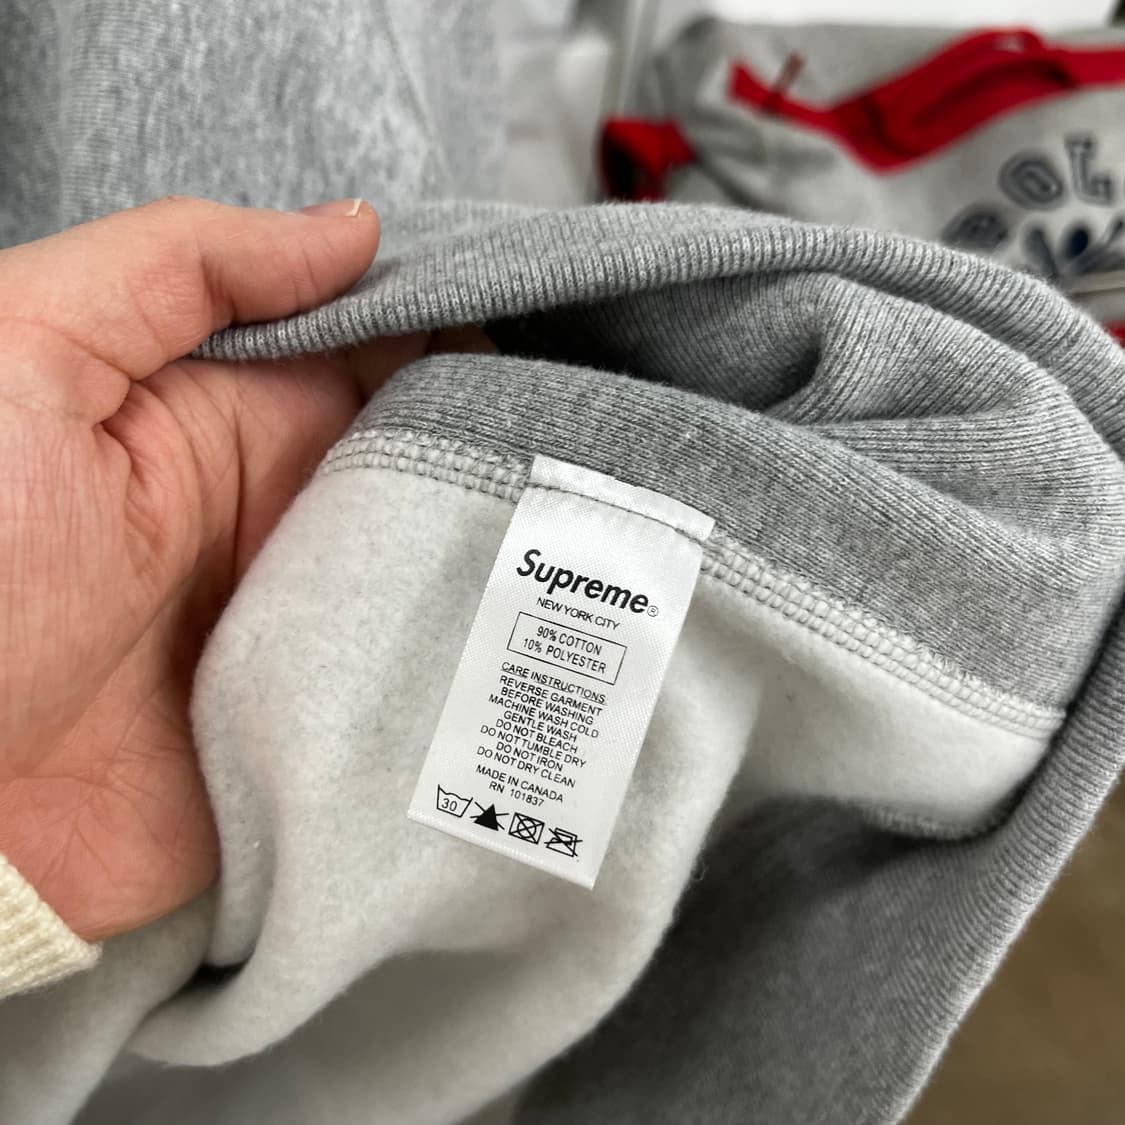 OL
Supreme®
NEW YORK CITY
90% COTTON
10% POLYESTER
CARE INSTRUCTIONS
REVERSE GARMENT
BEFORE WASHING
MACHINE WASH COLD
GENTLE WASH
DO NOT BLEACH
DO NOT TUMBLE DRY
DO NOT IRON
DO NOT DRY CLEAN
MADE IN CANADA
RN 101837
30